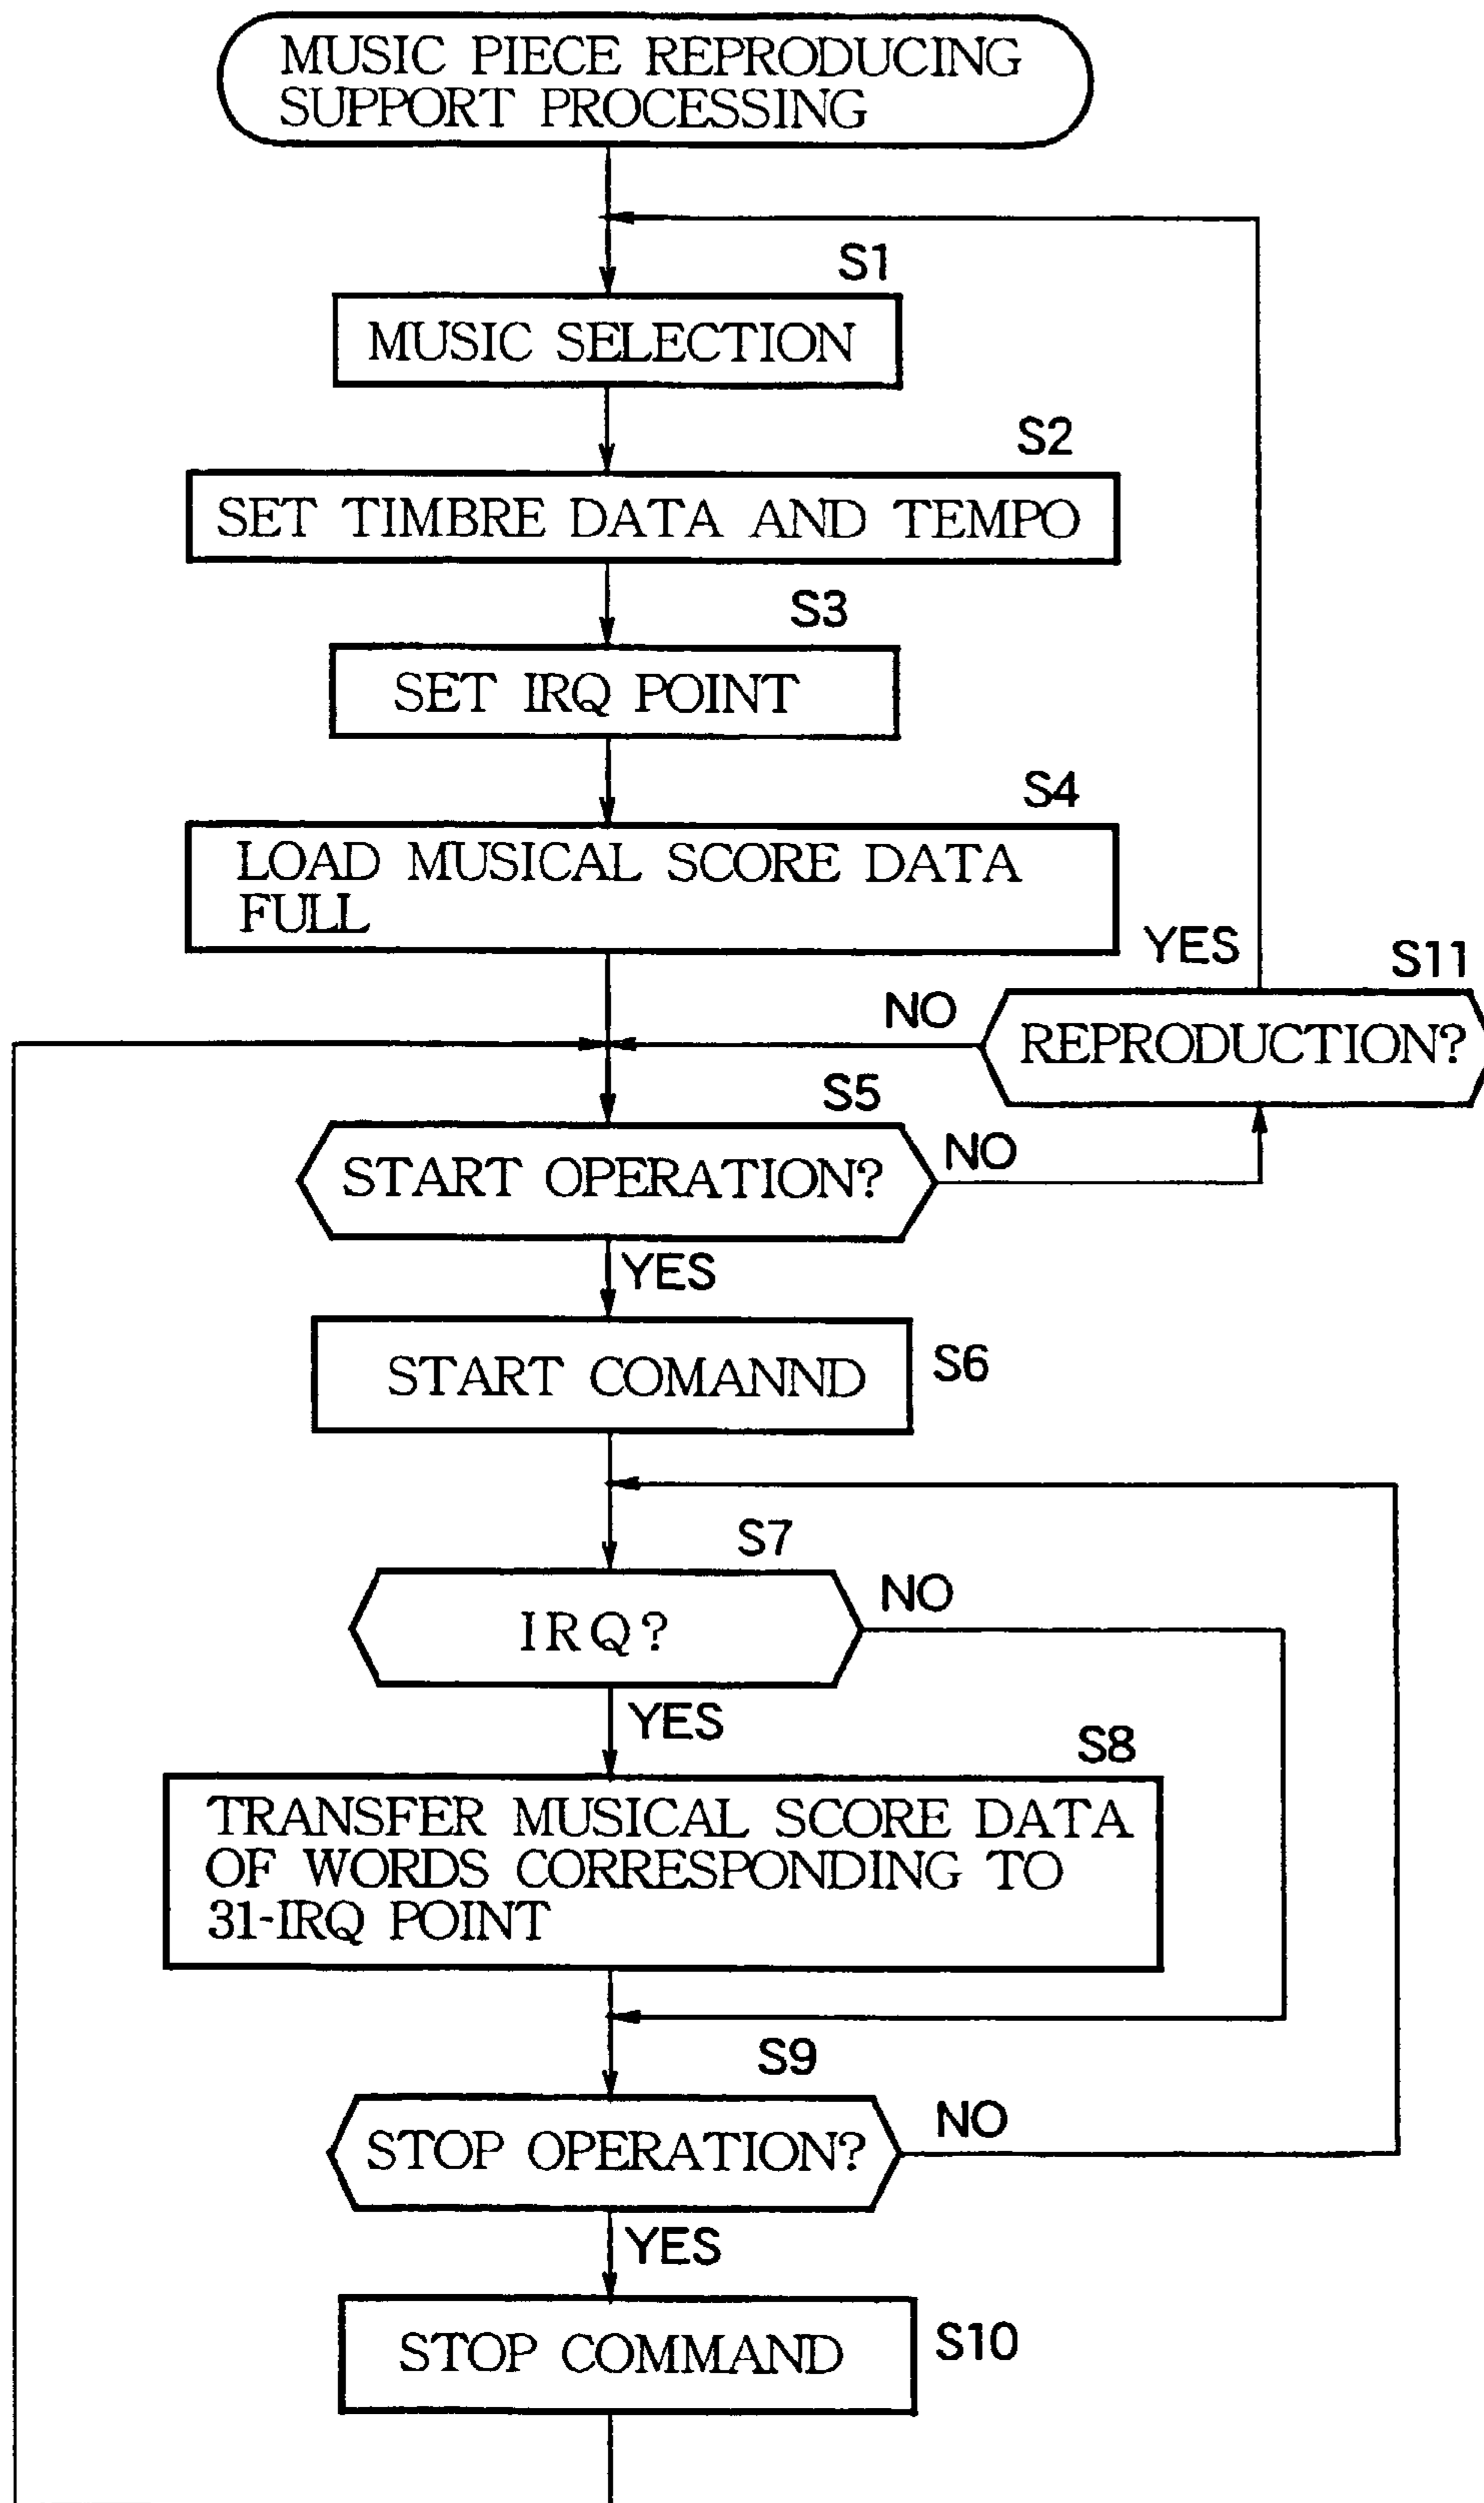 MUSIC PIECE REPRODUCING
SUPPORT PROCESSING
S1
MUSIC SELECTION
S2
SET TIMBRE DATA AND TEMPO
S3
SET IRQ POINT
S4
LOAD MUSICAL SCORE DATA
FULL
YES
S11
NO
REPRODUCTION?
S5
START OPERATION?
NO
YES
START COMANND
S6
S7
IRQ?
NO
YES
S8
TRANSFER MUSICAL SCORE DATA
OF WORDS CORRESPONDING TO
31-IRQ POINT
S9
STOP OPERATION?
NO
YES
STOP COMMAND
S10